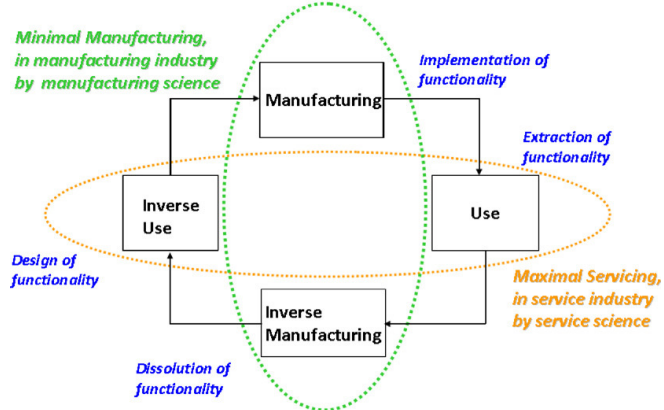 Minimal Manufacturing,
in manufacturing industry
by manufacturing science
Implementation of
functionality
Manufacturing
Extraction of
functionality
Inverse
Use
Use
Design of
functionality
Maximal Servicing,
in service industry
by service science
Inverse
Manufacturing
Dissolution of
functionality